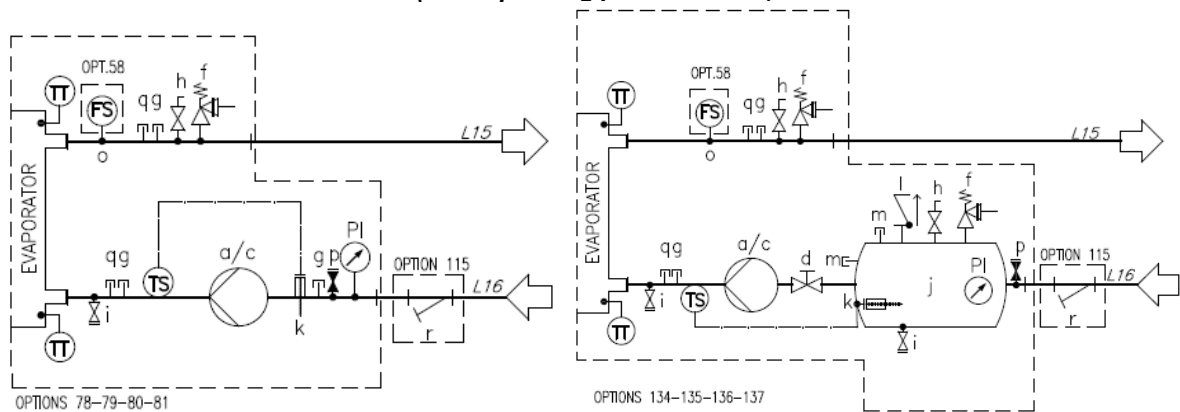 OPT.58
TT
FS
qg
h
f
o
L15
EVAPORATOR
a/c
PI
qg
TS
g
p
OPTION 115
L16
i
k
r
TT
OPTIONS 78-79-80-81
OPT.58
TT
FS
qg
h
f
o
L15
EVAPORATOR
l
h
f
m
a/c
d
m
qg
TS
k
j
PI
p
OPTION 115
L16
i
i
r
TT
OPTIONS 134-135-136-137